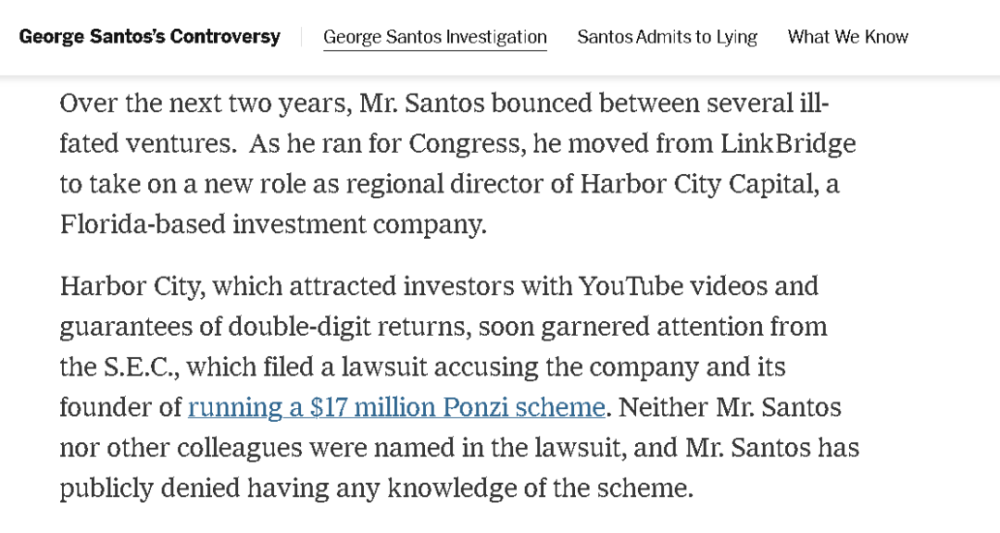 George Santos's Controversy George Santos Investigation Santos Admits to Lying What We Know
Over the next two years, Mr. Santos bounced between several ill-
fated ventures. As he ran for Congress, he moved from LinkBridge
to take on a new role as regional director of Harbor City Capital, a
Florida-based investment company.
Harbor City, which attracted investors with YouTube videos and
guarantees of double-digit returns, soon garnered attention from
the S.E.C., which filed a lawsuit accusing the company and its
founder of running a $17 million Ponzi scheme. Neither Mr. Santos
nor other colleagues were named in the lawsuit, and Mr. Santos has
publicly denied having any knowledge of the scheme.